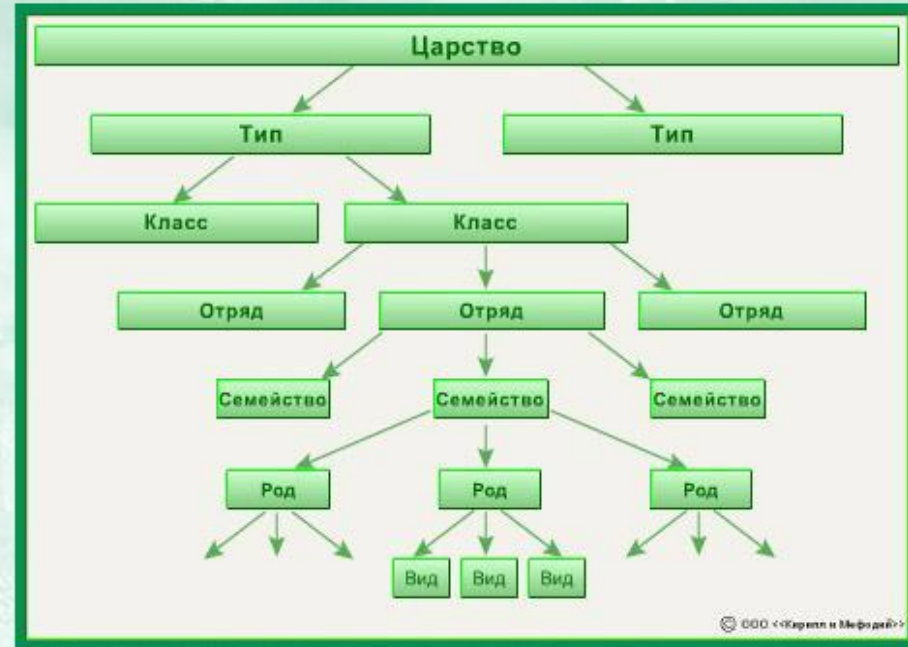 Царство
Тип Тип
Класс Класс
Отряд Отряд Отряд
Семейство Семейство Семейство
Род Род Род
Вид Вид Вид
© ООО <<Кирилл и Мефодий>>